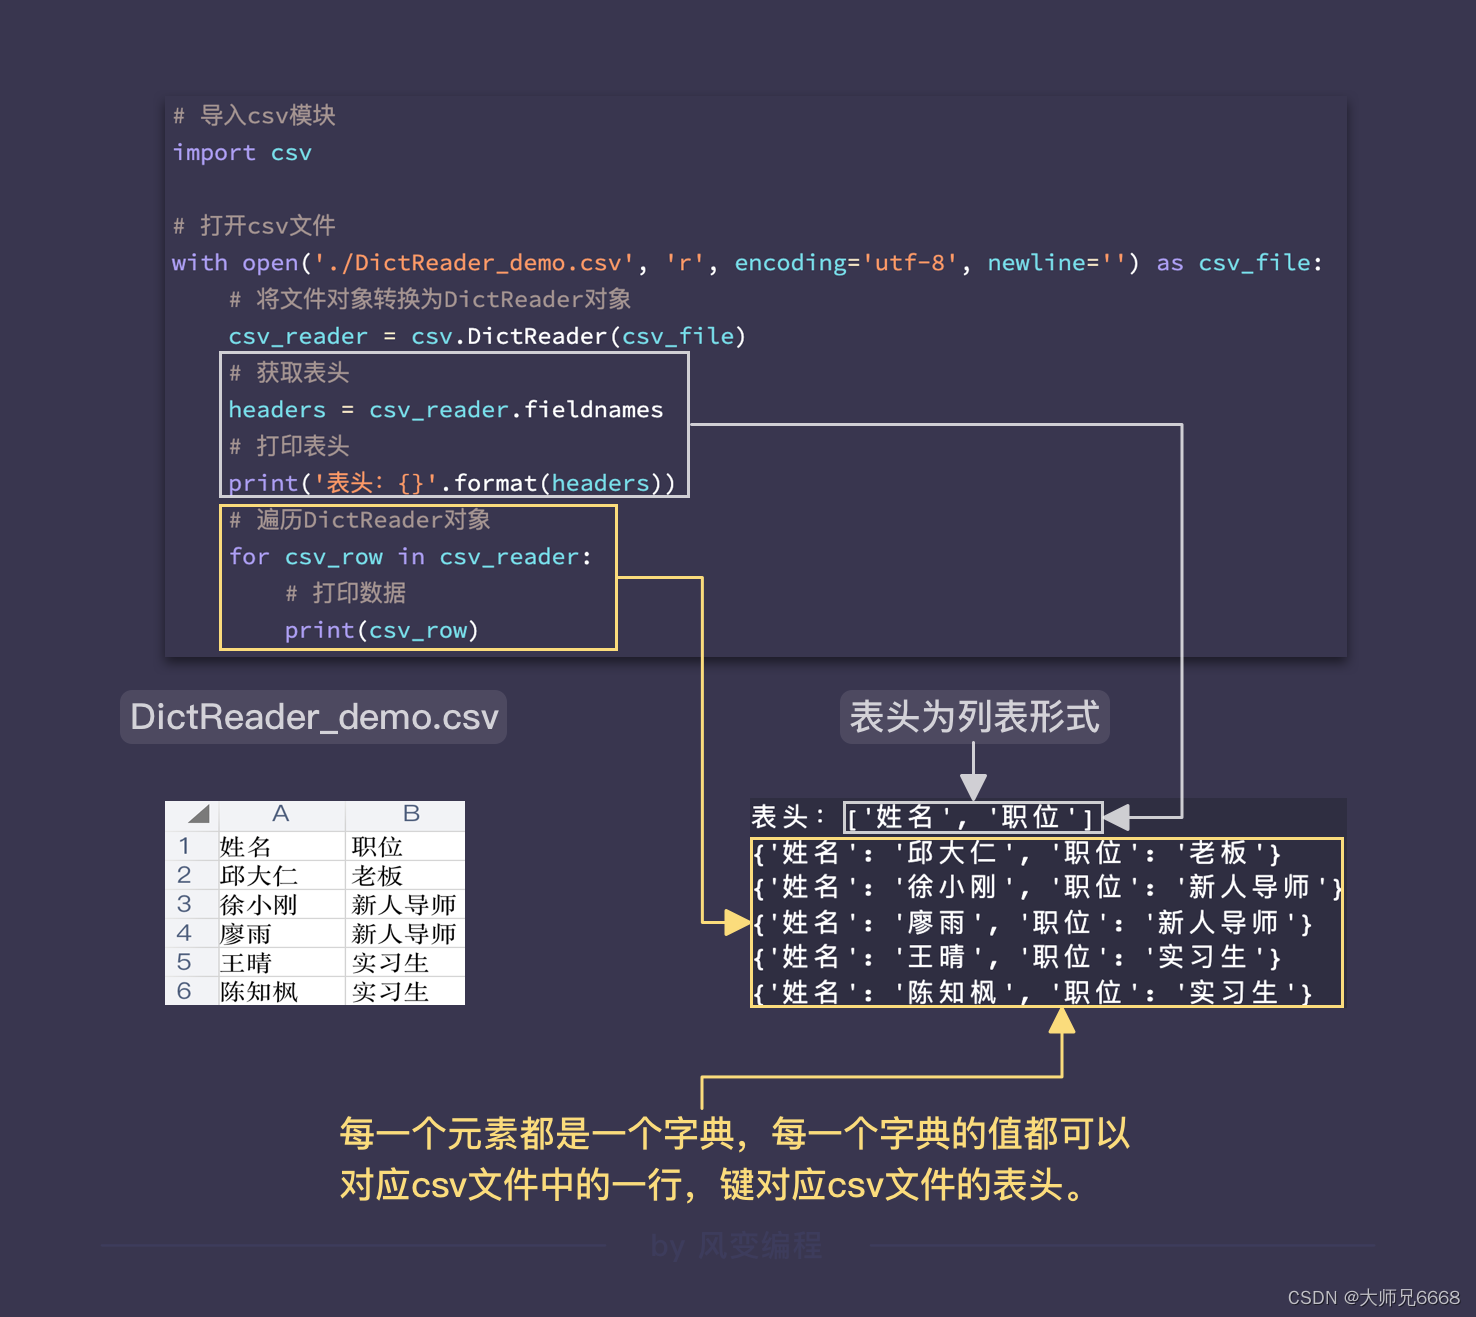 # 导入csv模块
import csv
# 打开csv文件
with open('./DictReader_demo.csv', 'r', encoding='utf-8', newline='') as csv_file:
# 将文件对象转换为DictReader对象
csv_reader = csv.DictReader(csv_file)
# 获取表头
headers = csv_reader.fieldnames
# 打印表头
print('表头：{}'.format(headers))
# 遍历DictReader对象
for csv_row in csv_reader:
# 打印数据
print(csv_row)
DictReader_demo.csv
表头为列表形式
A B
1 姓名 职位
2 邱大仁 老板
3 徐小刚 新人导师
4 廖雨 新人导师
5 王晴 实习生
6 陈知枫 实习生
表头：['姓名', '职位']
{'姓名': '邱大仁', '职位': '老板'}
{'姓名': '徐小刚', '职位': '新人导师'}
{'姓名': '廖雨', '职位': '新人导师'}
{'姓名': '王晴', '职位': '实习生'}
{'姓名': '陈知枫', '职位': '实习生'}
每一个元素都是一个字典，每一个字典的值都可以
对应csv文件中的一行，键对应csv文件的表头。
by 风变编程
CSDN @大师兄6668